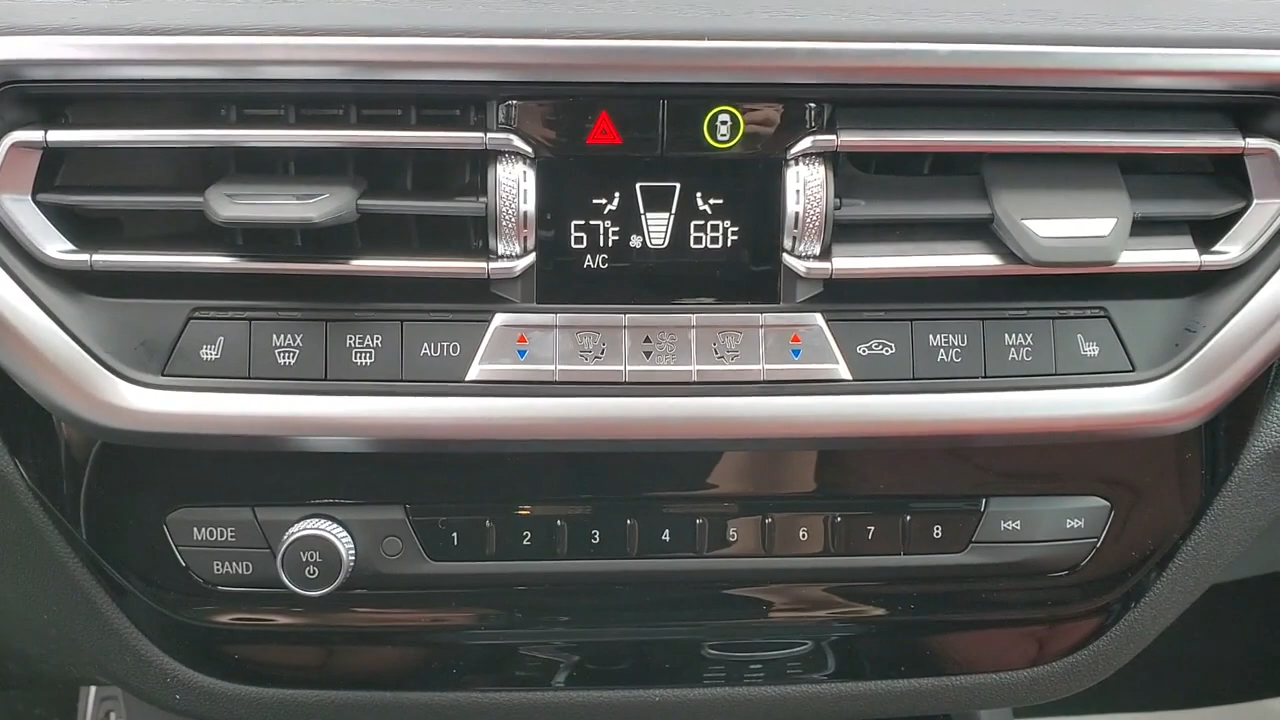 67°F
68°F
A/C
MAX
REAR
AUTO
OFF
MENU
A/C
MAX
A/C
MODE
BAND
VOL
1 2 3 4 5 6 7 8